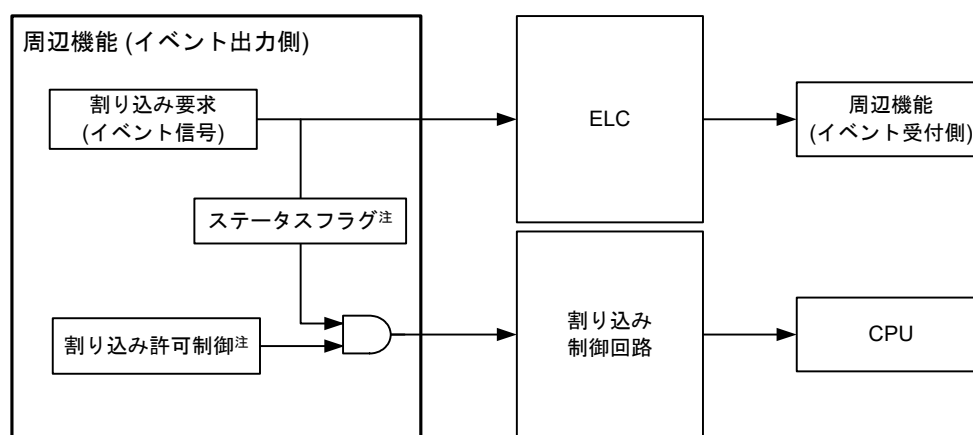 周辺機能 (イベント出力側)
割り込み要求
(イベント信号)
ELC
周辺機能
(イベント受付側)
ステータスフラグ注
割り込み許可制御注
割り込み
制御回路
CPU